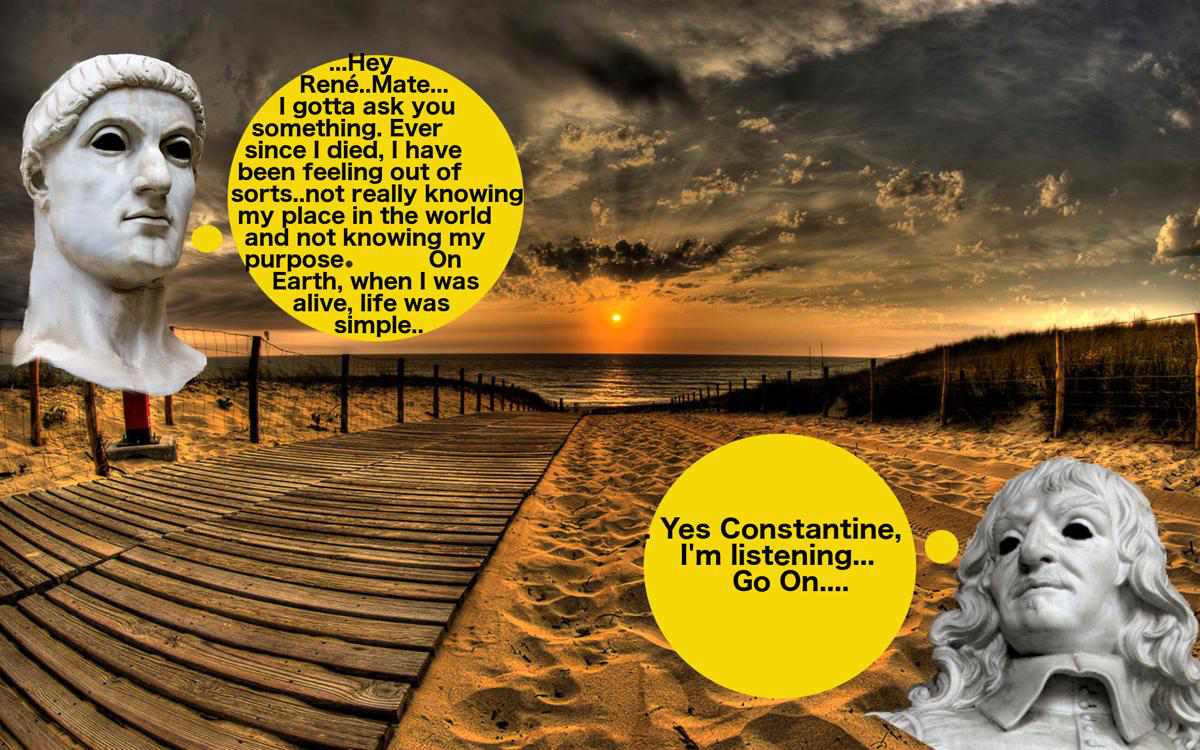 ...Hey
René..Mate...
I gotta ask you
something. Ever
since I died, I have
been feeling out of
sorts..not really knowing
my place in the world
and not knowing my
purpose. On
Earth, when I was
alive, life was
simple..
. Yes Constantine,
I'm listening...
Go On....